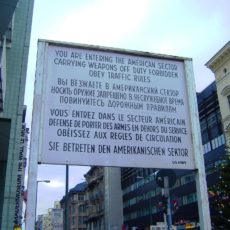 YOU ARE ENTERING THE AMERICAN SECTOR
CARRYING WEAPONS OFF DUTY FORBIDDEN
OBEY TRAFFIC RULES
ВЫ ВЪЕЗЖАЕТЕ В АМЕРИКАНСКИЙ СЕКТОР
НОСИТЬ ОРУЖИЕ ЗАПРЕЩЕНО В НЕСЛУЖЕБНОЕ ВРЕМЯ
ПОВИНУЙТЕСЬ ДОРОЖНЫМ ПРАВИЛАМ
VOUS ENTREZ DANS LE SECTEUR AMÉRICAIN
DÉFENSE DE PORTER DES ARMES EN DEHORS DU SERVICE
OBÉISSEZ AUX RÈGLES DE CIRCULATION
SIE BETRETEN DEN AMERIKANISCHEN SEKTOR
US ARMY